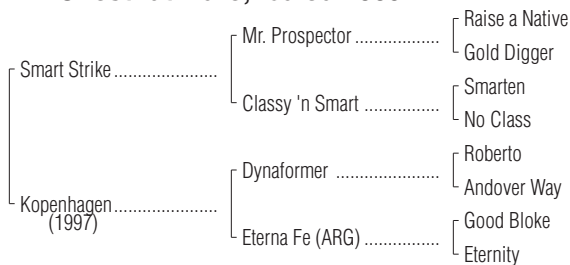 Raise a Native
Mr. Prospector ..................
Gold Digger
Smart Strike ......................
Smarten
Classy 'n Smart ................
No Class
Roberto
Dynaformer ..................
Andover Way
Kopenhagen ......................
(1997)
Good Bloke
Eterna Fe (ARG) ................
Eternity